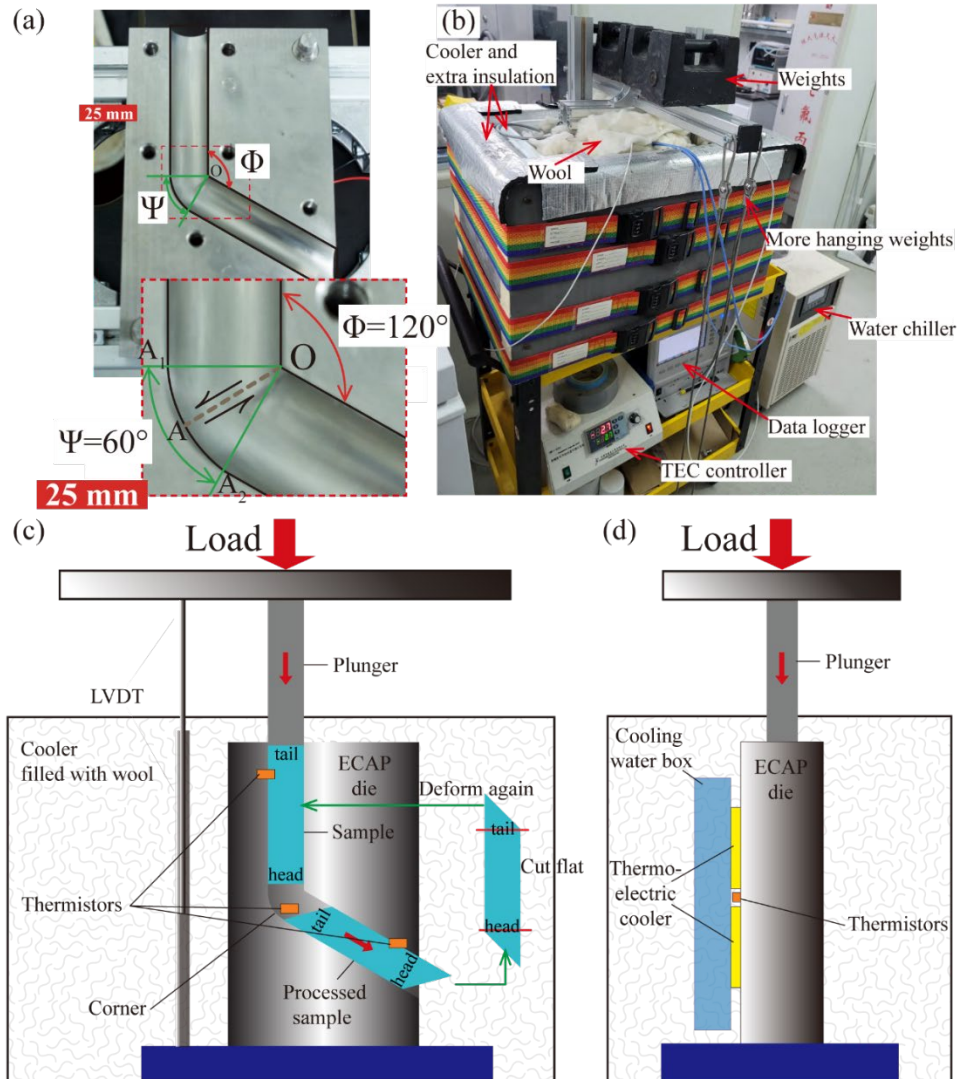 (a)
25 mm
Φ
O
Ψ
Φ=120°
A1
O
A
Ψ=60°
A2
25 mm
(b)
Cooler and
extra insulation
Weights
Wool
More hanging weights
Water chiller
Data logger
TEC controller
(c)
Load
Plunger
LVDT
Cooler
filled with wool
tail
ECAP
die
Deform again
Sample
tail
Cut flat
head
Thermistors
tail
head
head
Processed
sample
Corner
(d)
Load
Plunger
Cooling
water box
ECAP
die
Thermo-
electric
cooler
Thermistors